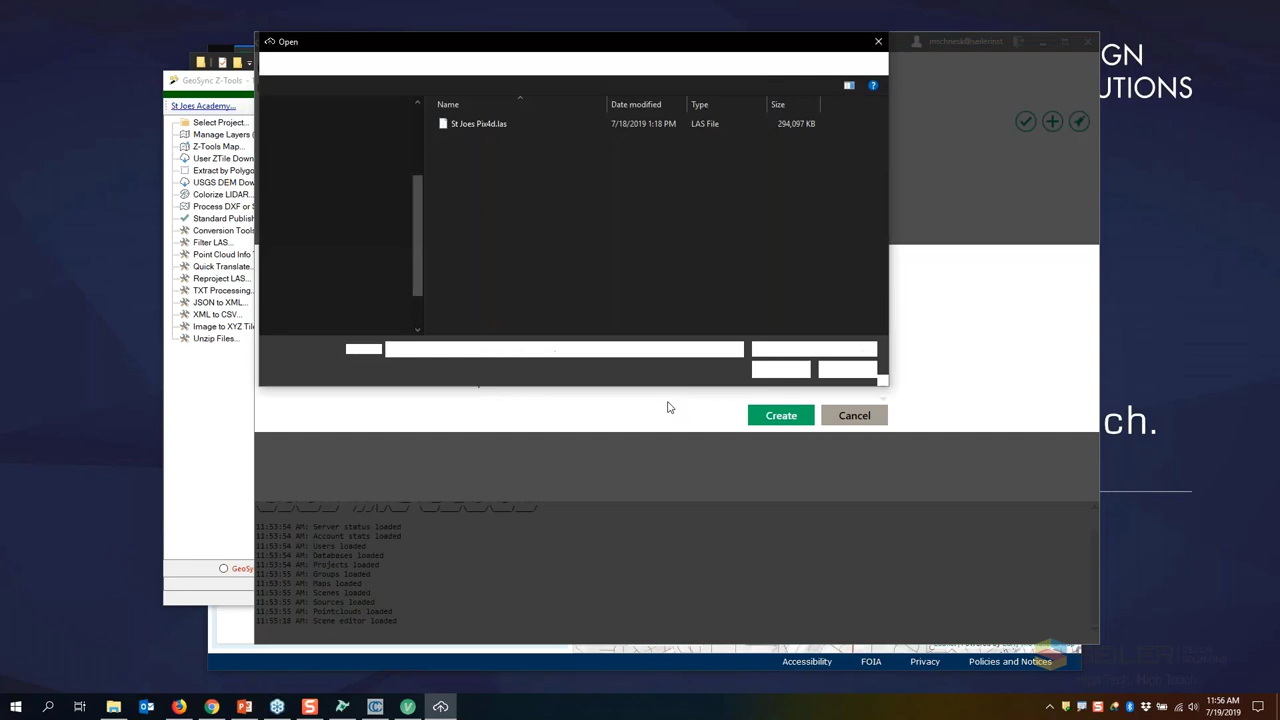 Open
mschnesk@seilerinst
GN
UTIONS
GeoSync Z-Tools
St Joes Academy...
Select Project...
Manage Layers (
Z-Tools Map...
User ZTile Down
Extract by Polygo
USGS DEM Dow
Colorize LIDAR...
Process DXF or S
Standard Publish
Conversion Tools
Filter LAS...
Point Cloud Info
Quick Translate...
Reproject LAS...
TXT Processing...
JSON to XML...
XML to CSV...
Image to XYZ Tile
Unzip Files...
Name Date modified Type Size
St Joes Pix4d.las 7/18/2019 1:18 PM LAS File 294,097 KB
Create Cancel
ch.
11:53:54 AM: Server status loaded
11:53:54 AM: Account stats loaded
11:53:54 AM: Users loaded
11:53:54 AM: Databases loaded
11:53:54 AM: Projects loaded
11:53:55 AM: Groups loaded
11:53:55 AM: Maps loaded
11:53:55 AM: Scenes loaded
11:53:55 AM: Sources loaded
11:53:55 AM: Pointclouds loaded
11:55:18 AM: Scene editor loaded
GeoSy
Accessibility FOIA Privacy Policies and Notices
11:56 AM
7/19/2019